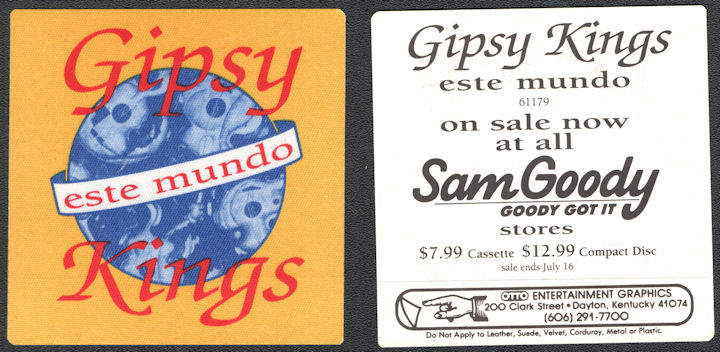 Gipsy
este mundo
Kings
Gipsy Kings
este mundo
61179
on sale now
at all
Sam Goody
GOODY GOT IT
stores
$7.99 Cassette $12.99 Compact Disc
sale ends July 16
OTTO ENTERTAINMENT GRAPHICS
200 Clark Street • Dayton, Kentucky 41074
(606) 291-7700
Do Not Apply to Leather, Suede, Velvet, Corduroy, Metal or Plastic.